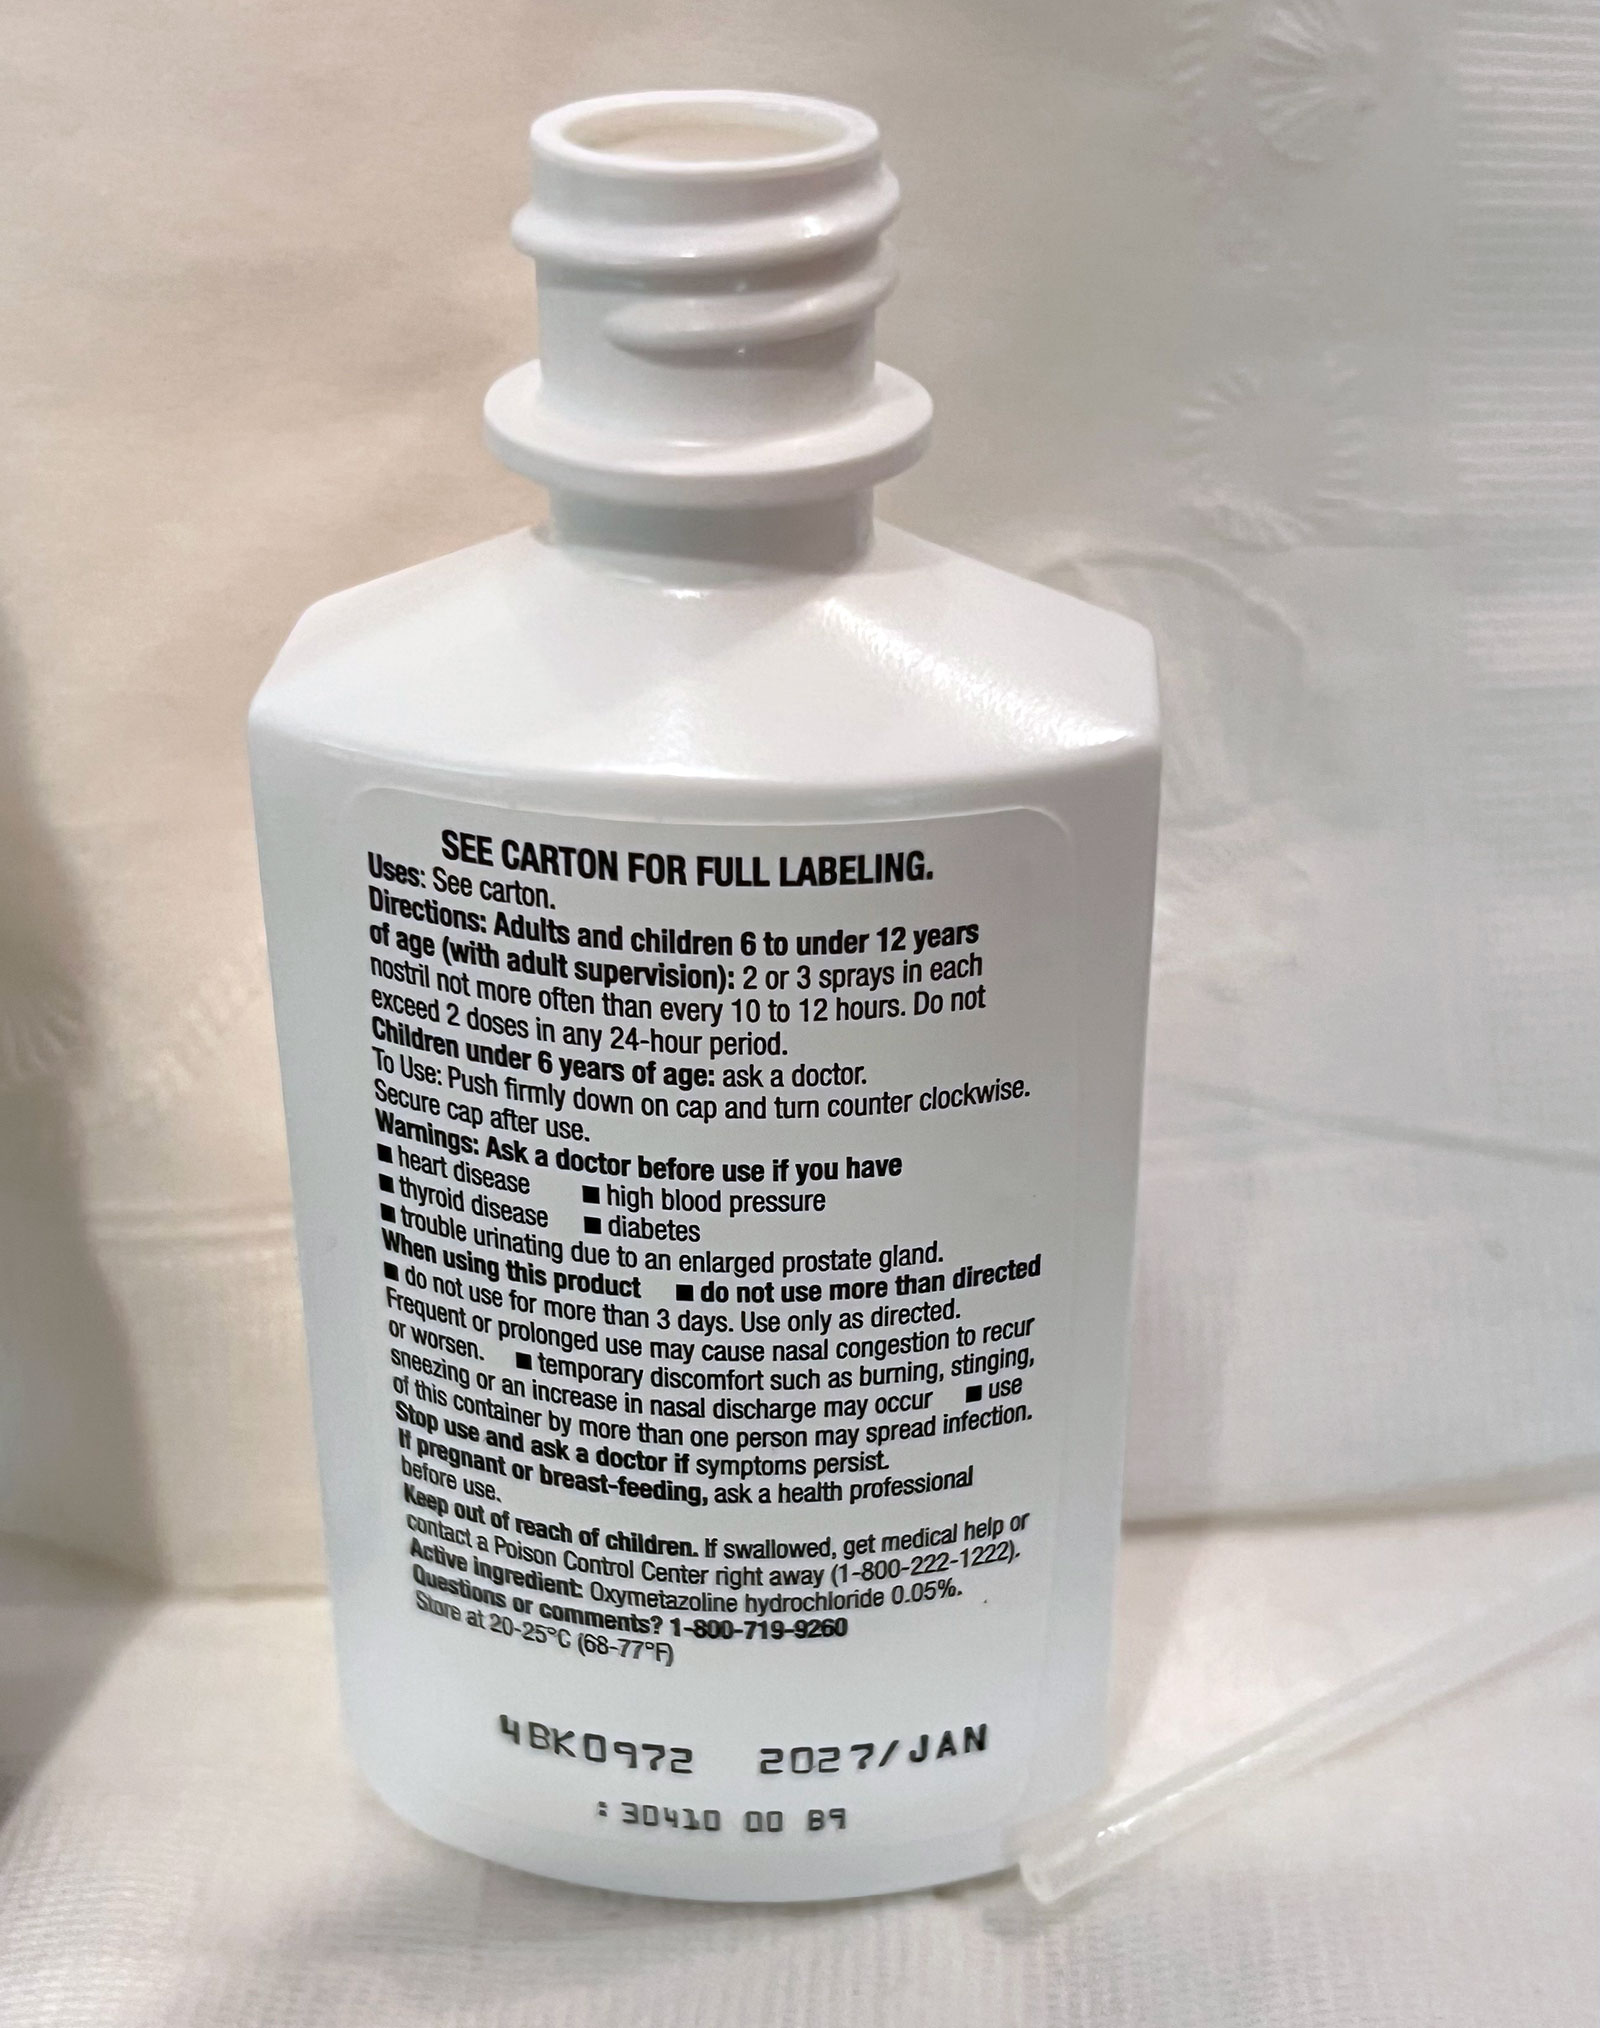 SEE CARTON FOR FULL LABELING.
Uses: See carton.
Directions: Adults and children 6 to under 12 years
of age (with adult supervision): 2 or 3 sprays in each
nostril not more often than every 10 to 12 hours. Do not
exceed 2 doses in any 24-hour period.
Children under 6 years of age: ask a doctor.
To Use: Push firmly down on cap and turn counter clockwise.
Secure cap after use.
Warnings: Ask a doctor before use if you have
■ heart disease ■ high blood pressure
■ thyroid disease ■ diabetes
■ trouble urinating due to an enlarged prostate gland.
When using this product ■ do not use more than directed
■ do not use for more than 3 days. Use only as directed.
Frequent or prolonged use may cause nasal congestion to recur
or worsen. ■ temporary discomfort such as burning, stinging,
sneezing or an increase in nasal discharge may occur ■ use
of this container by more than one person may spread infection.
Stop use and ask a doctor if symptoms persist.
If pregnant or breast-feeding, ask a health professional
before use.
Keep out of reach of children. If swallowed, get medical help or
contact a Poison Control Center right away (1-800-222-1222).
Active ingredient: Oxymetazoline hydrochloride 0.05%.
Questions or comments? 1-800-719-9260
Store at 20-25°C (68-77°F)
4BK0972 2027/JAN
: 30410 00 B9